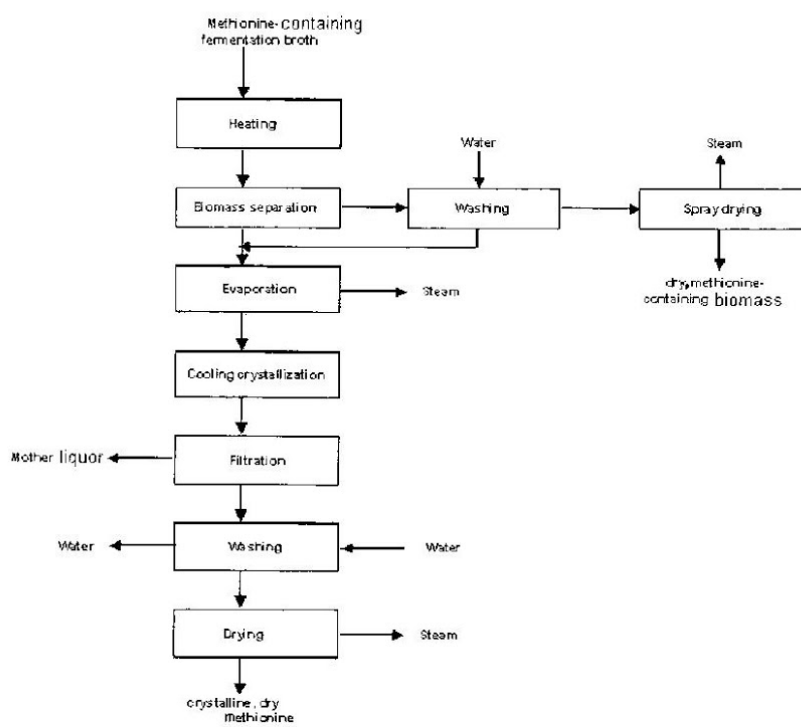 Methionine-containing
fermentation broth
Heating
Water
Steam
Biomass separation
Washing
Spray drying
Evaporation
Steam
dry, methionine-
containing biomass
Cooling crystallization
Mother liquor
Filtration
Water
Washing
Water
Drying
Steam
crystalline, dry
Methionine